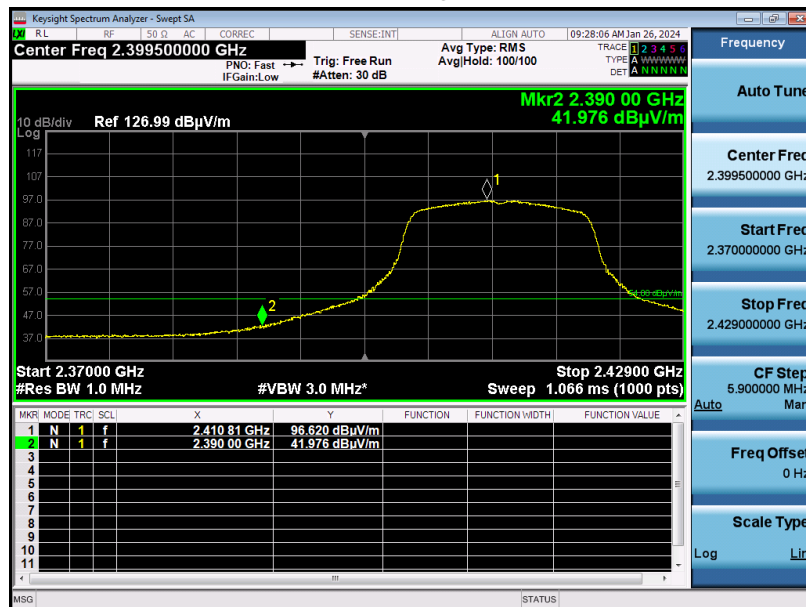 Keysight Spectrum Analyzer - Swept SA
LXI RL RF 50 Ω AC CORREC SENSE:INT ALIGN AUTO 09:28:06 AM Jan 26, 2024
Center Freq 2.399500000 GHz
PNO: Fast
IFGain:Low
Trig: Free Run
#Atten: 30 dB
Avg Type: RMS
Avg|Hold: 100/100
TRACE 1 2 3 4 5 6
TYPE A WWWWW
DET A N N N N N
Mkr2 2.390 00 GHz
41.976 dBµV/m
10 dB/div Ref 126.99 dBµV/m
Log
117
107
97.0
87.0
77.0
67.0
57.0
47.0
37.0
1
2
54.00 dBµV/m
Start 2.37000 GHz Stop 2.42900 GHz
#Res BW 1.0 MHz #VBW 3.0 MHz* Sweep 1.066 ms (1000 pts)
MKR MODE TRC SCL X Y FUNCTION FUNCTION WIDTH FUNCTION VALUE
1 N 1 f 2.410 81 GHz 96.620 dBµV/m
2 N 1 f 2.390 00 GHz 41.976 dBµV/m
3
4
5
6
7
8
9
10
11
MSG STATUS
Frequency
Auto Tune
Center Freq
2.399500000 GHz
Start Freq
2.370000000 GHz
Stop Freq
2.429000000 GHz
CF Step
5.900000 MHz
Auto Man
Freq Offset
0 Hz
Scale Type
Log Lin